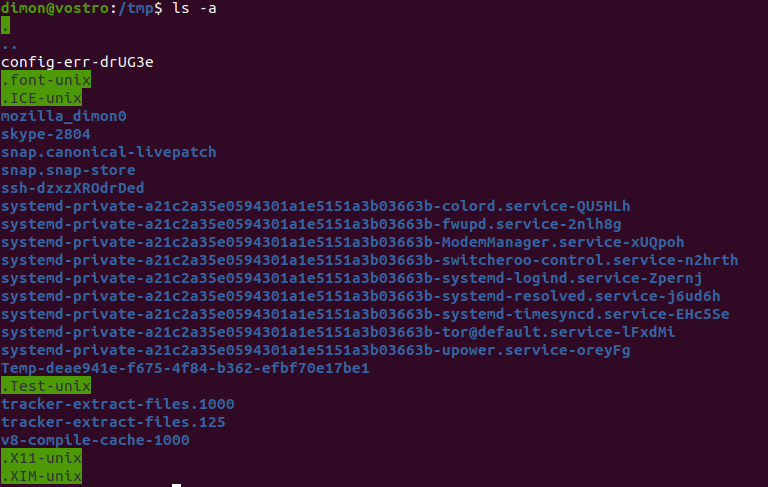 dimon@vostro:/tmp$ ls -a
.
..
config-err-drUG3e
.font-unix
.ICE-unix
mozilla_dimon0
skype-2804
snap.canonical-livepatch
snap.snap-store
ssh-dzxzXROdrDed
systemd-private-a21c2a35e0594301a1e5151a3b03663b-colord.service-QU5HLh
systemd-private-a21c2a35e0594301a1e5151a3b03663b-fwupd.service-2nlh8g
systemd-private-a21c2a35e0594301a1e5151a3b03663b-ModemManager.service-xUQpoh
systemd-private-a21c2a35e0594301a1e5151a3b03663b-switcheroo-control.service-n2hrth
systemd-private-a21c2a35e0594301a1e5151a3b03663b-systemd-logind.service-Zpernj
systemd-private-a21c2a35e0594301a1e5151a3b03663b-systemd-resolved.service-j6ud6h
systemd-private-a21c2a35e0594301a1e5151a3b03663b-systemd-timesyncd.service-EHc5Se
systemd-private-a21c2a35e0594301a1e5151a3b03663b-tor@default.service-lFxdMi
systemd-private-a21c2a35e0594301a1e5151a3b03663b-upower.service-oreyFg
Temp-deae941e-f675-4f84-b362-efbf70e17be1
.Test-unix
tracker-extract-files.1000
tracker-extract-files.125
v8-compile-cache-1000
.X11-unix
.XIM-unix